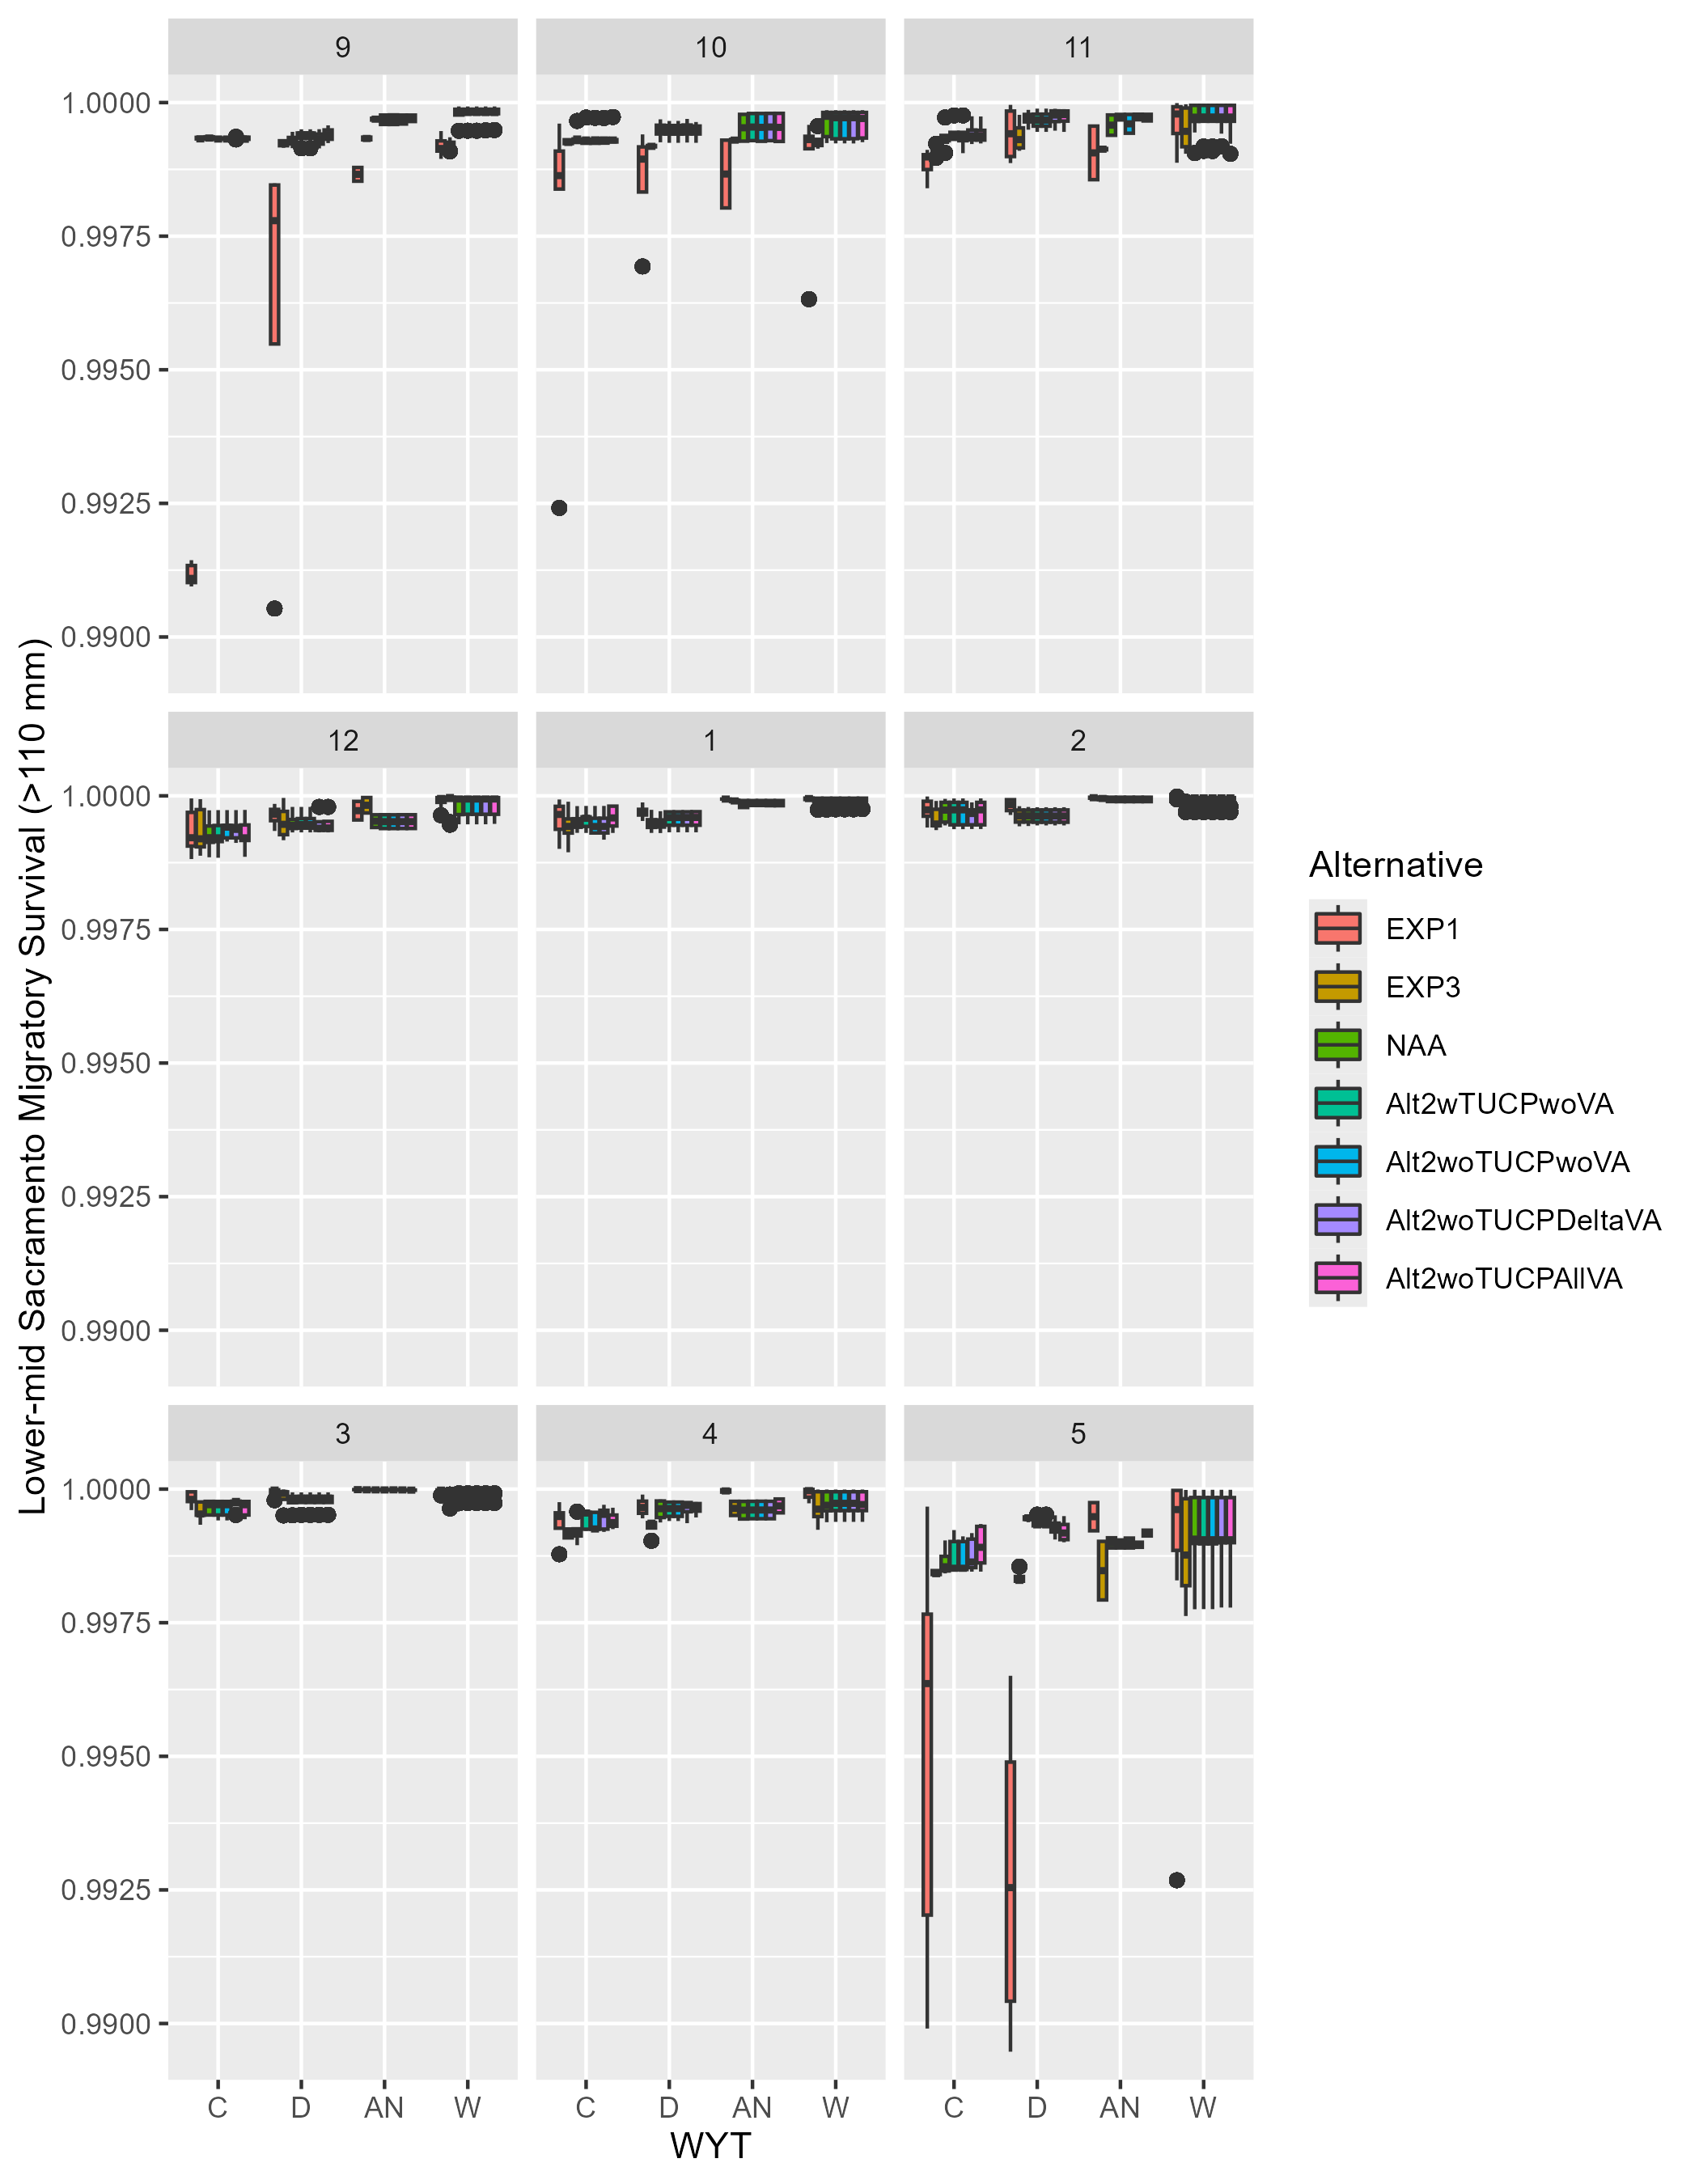 9 10 11
1.0000
0.9975
0.9950
0.9925
0.9900
12 1 2
1.0000
0.9975
0.9950
0.9925
0.9900
3 4 5
1.0000
0.9975
0.9950
0.9925
0.9900
C D AN W C D AN W C D AN W
WYT
Lower-mid Sacramento Migratory Survival (>110 mm)
Alternative
EXP1
EXP3
NAA
Alt2wTUCPwoVA
Alt2woTUCPwoVA
Alt2woTUCPDeltaVA
Alt2woTUCPAllVA